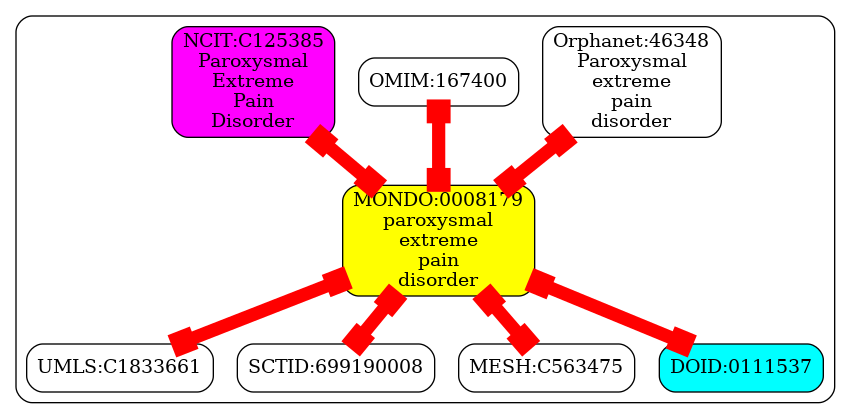 NCIT:C125385
Paroxysmal
Extreme
Pain
Disorder
OMIM:167400
Orphanet:46348
Paroxysmal
extreme
pain
disorder
MONDO:0008179
paroxysmal
extreme
pain
disorder
UMLS:C1833661
SCTID:699190008
MESH:C563475
DOID:0111537